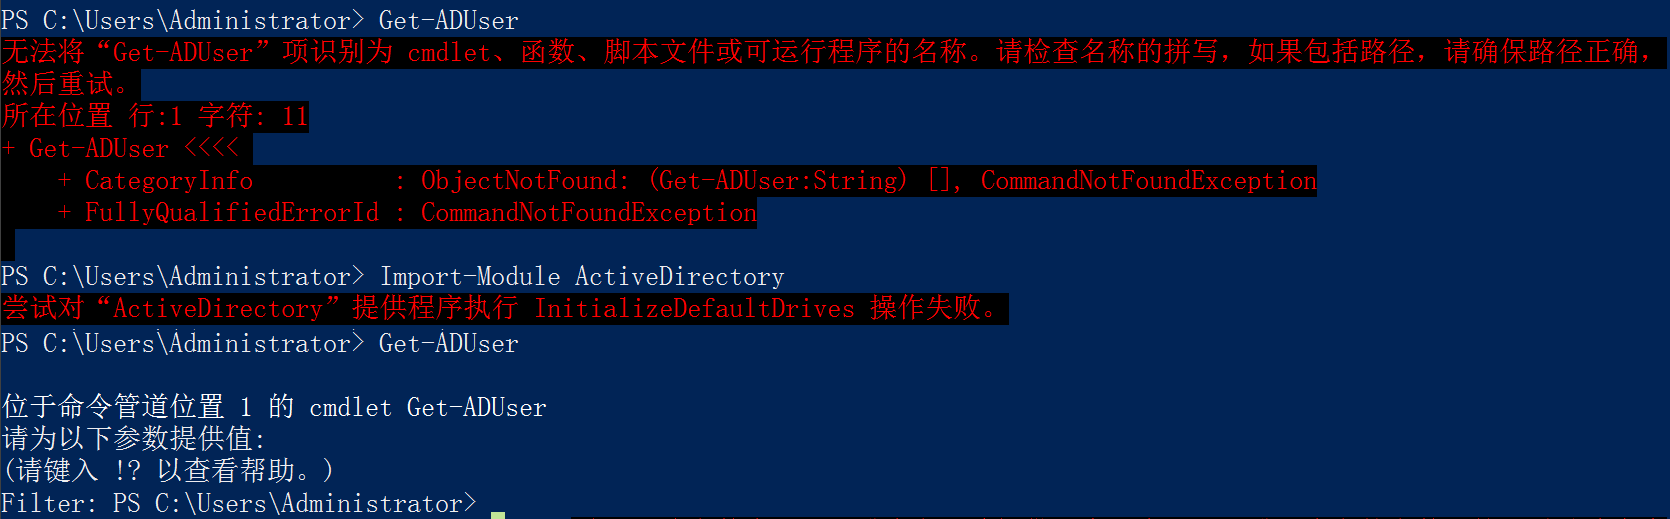 PS C:\Users\Administrator> Get-ADUser
无法将“Get-ADUser”项识别为 cmdlet、函数、脚本文件或可运行程序的名称。请检查名称的拼写，如果包括路径，请确保路径正确，
然后重试。
所在位置 行:1 字符: 11
+ Get-ADUser <<<<
    + CategoryInfo          : ObjectNotFound: (Get-ADUser:String) [], CommandNotFoundException
    + FullyQualifiedErrorId : CommandNotFoundException
PS C:\Users\Administrator> Import-Module ActiveDirectory
尝试对“ActiveDirectory”提供程序执行 InitializeDefaultDrives 操作失败。
PS C:\Users\Administrator> Get-ADUser
位于命令管道位置 1 的 cmdlet Get-ADUser
请为以下参数提供值:
(请键入 !? 以查看帮助。)
Filter: PS C:\Users\Administrator>